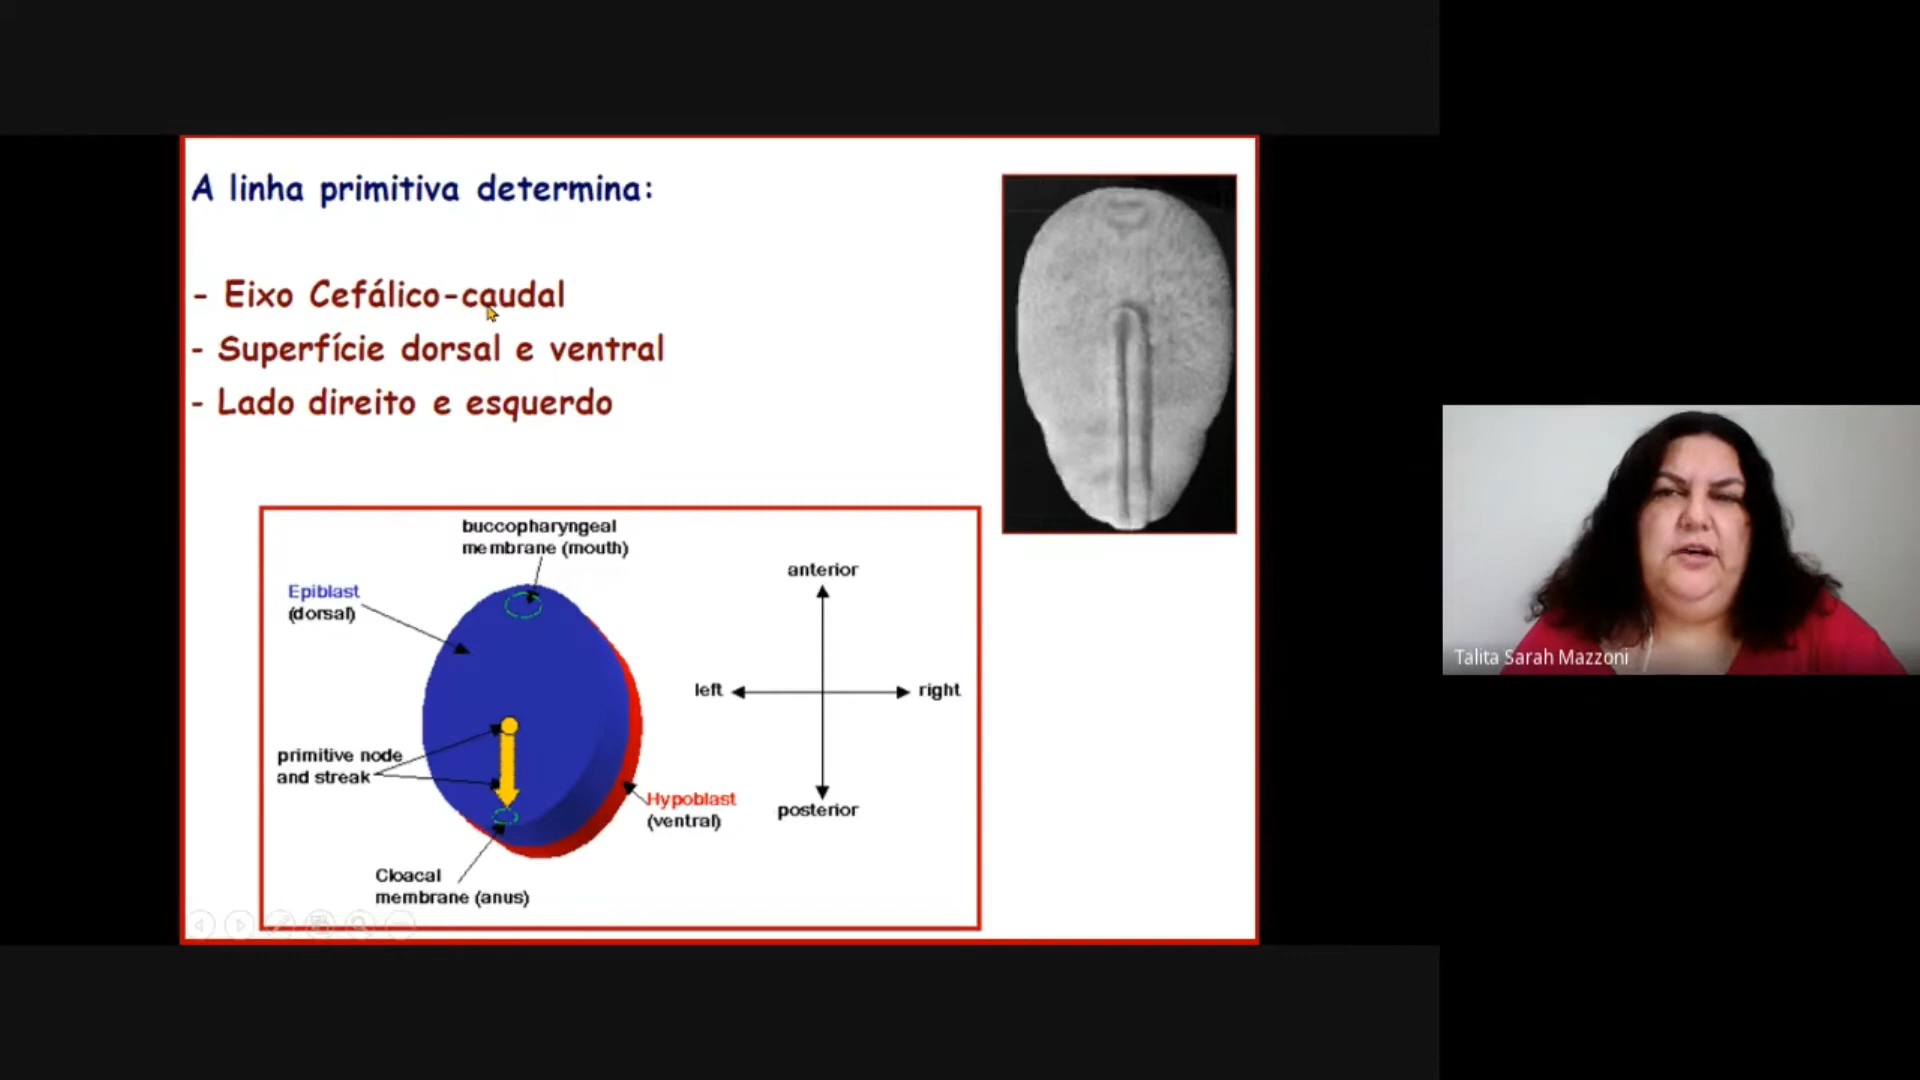 A linha primitiva determina:
- Eixo Cefálico-caudal
- Superfície dorsal e ventral
- Lado direito e esquerdo
buccopharyngeal
membrane (mouth)
Epiblast
(dorsal)
primitive node
and streak
Cloacal
membrane (anus)
Hypoblast
(ventral)
anterior
left
right
posterior
Talita Sarah Mazzoni